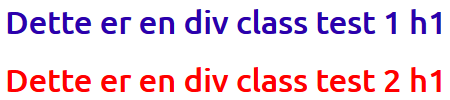 Dette er en div class test 1 h1
Dette er en div class test 2 h1